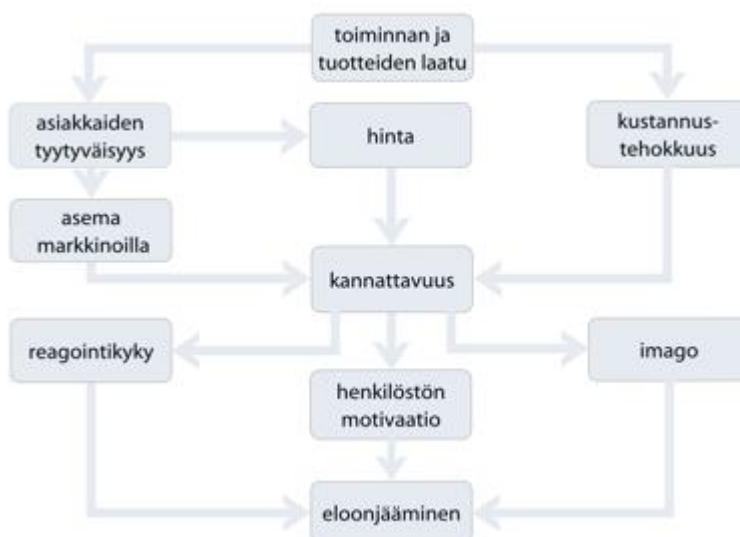 toiminnan ja
tuotteiden laatu
asiakkaiden
tyytyväisyys
hinta
kustannus-
tehokkuus
asema
markkinoilla
kannattavuus
reagointikyky
imago
henkilöstön
motivaatio
eloonjääminen